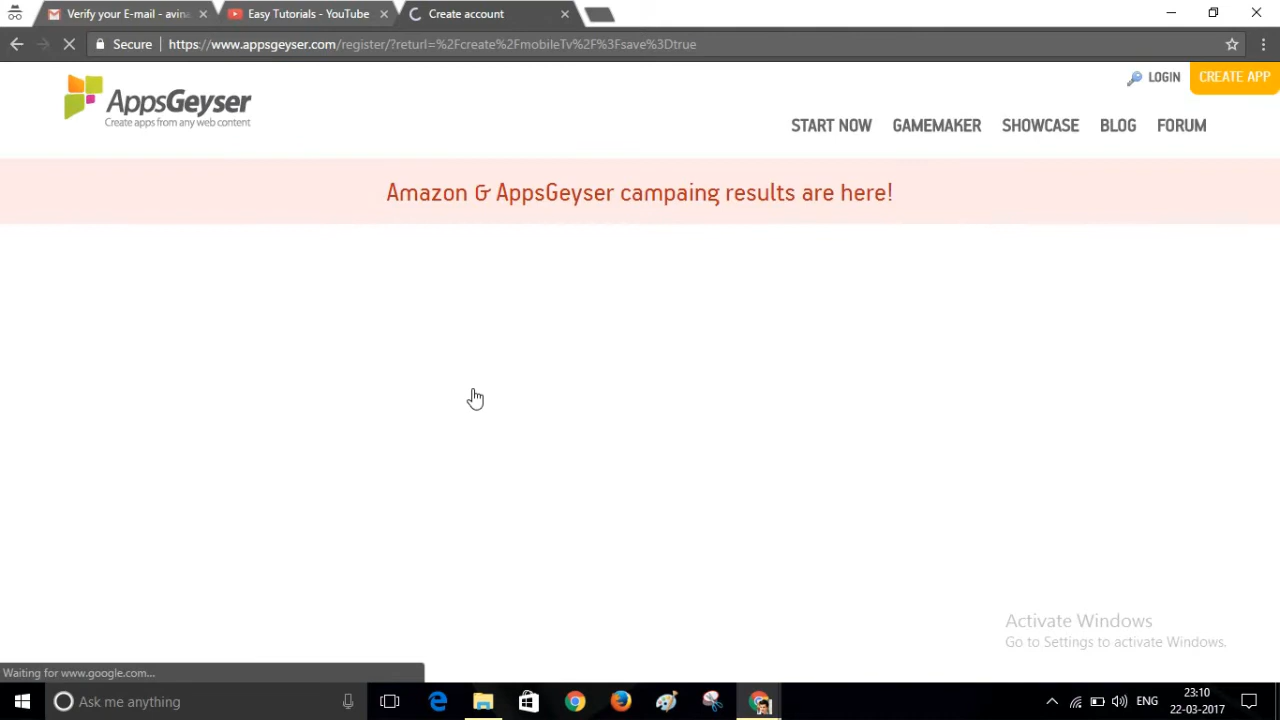 Verify your E-mail - avina
Easy Tutorials - YouTube
Create account
Secure
https://www.appsgeyser.com/register/?returl=%2Fcreate%2FmobileTv%2F%3Fsave%3Dtrue
LOGIN
CREATE APP
AppsGeyser
Create apps from any web content
START NOW
GAMEMAKER
SHOWCASE
BLOG
FORUM
Amazon & AppsGeyser campaing results are here!
Activate Windows
Go to Settings to activate Windows.
Waiting for www.google.com...
Ask me anything
ENG
23:10
22-03-2017